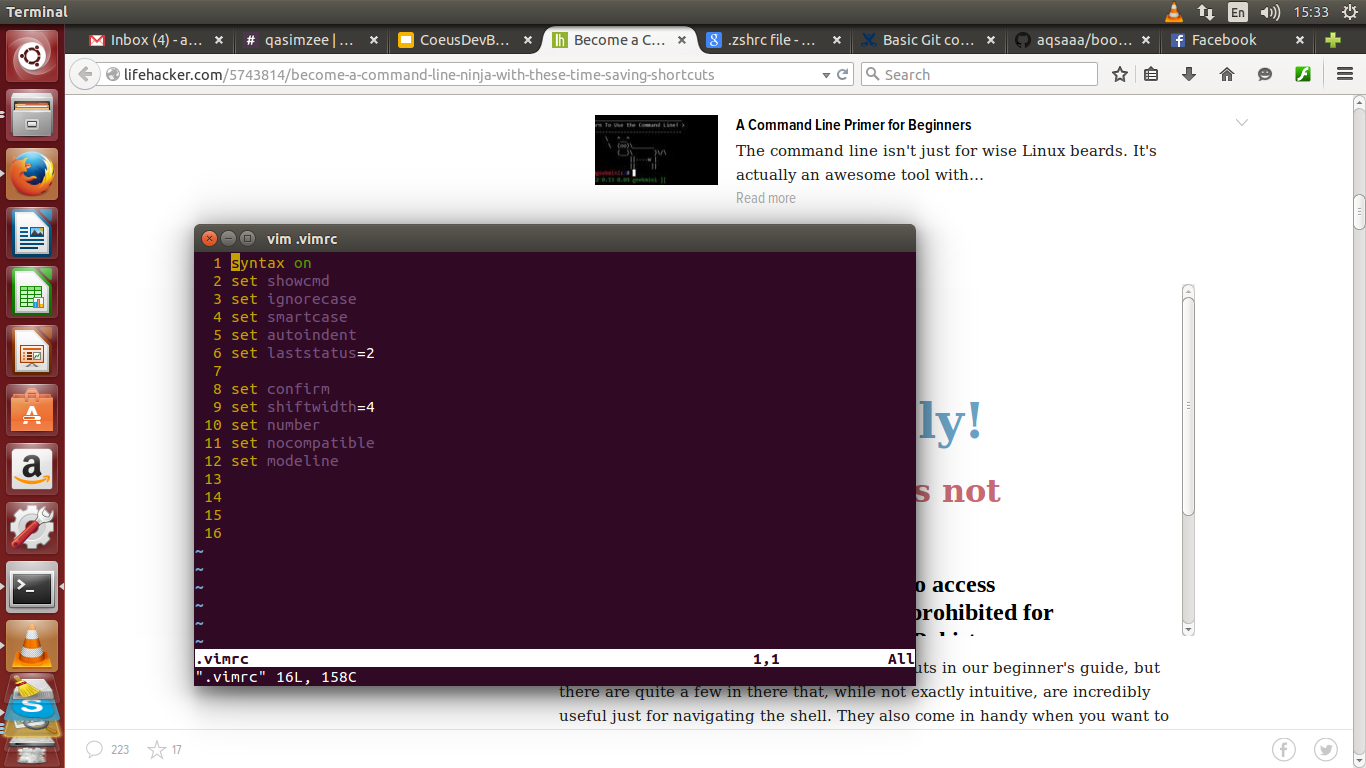 Terminal
En
15:33
Inbox (4) - a...
# qasimzee | ...
CoeusDevB...
Become a C...
.zshrc file - ...
Basic Git co...
aqsaaa/boo...
Facebook
lifehacker.com/5743814/become-a-command-line-ninja-with-these-time-saving-shortcuts
Search
A Command Line Primer for Beginners
The command line isn't just for wise Linux beards. It's
actually an awesome tool with...
Read more
vim .vimrc
1 syntax on
2 set showcmd
3 set ignorecase
4 set smartcase
5 set autoindent
6 set laststatus=2
7
8 set confirm
9 set shiftwidth=4
10 set number
11 set nocompatible
12 set modeline
13
14
15
16
~
~
~
~
~
~
.vimrc 1,1 All
".vimrc" 16L, 158C
ly!
s not
o access
prohibited for
uts in our beginner's guide, but
there are quite a few in there that, while not exactly intuitive, are incredibly
useful just for navigating the shell. They also come in handy when you want to
223
17